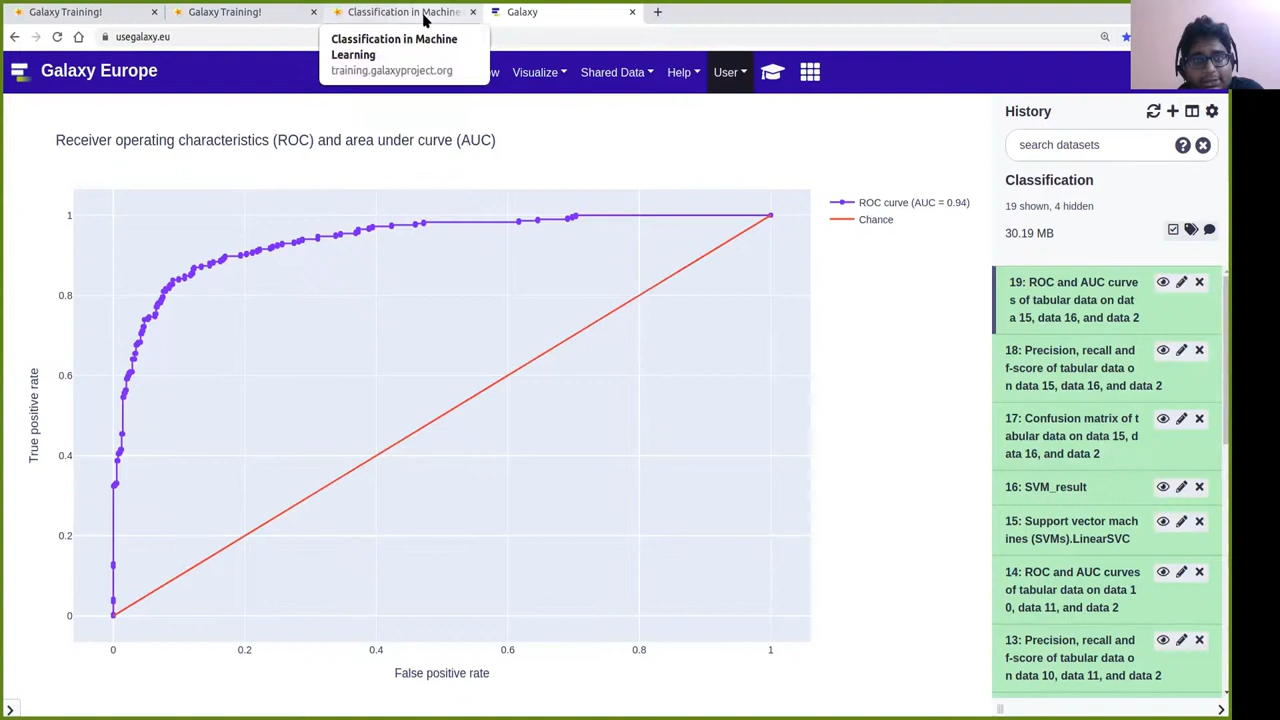 Galaxy Training!
Galaxy Training!
Classification in Machine
Galaxy
usegalaxy.eu
Classification in Machine
Learning
training.galaxyproject.org
Galaxy Europe
Visualize
Shared Data
Help
User
Receiver operating characteristics (ROC) and area under curve (AUC)
ROC curve (AUC = 0.94)
Chance
1
0.8
0.6
0.4
0.2
0
True positive rate
0
0.2
0.4
0.6
0.8
1
False positive rate
History
search datasets
Classification
19 shown, 4 hidden
30.19 MB
19: ROC and AUC curve
s of tabular data on dat
a 15, data 16, and data 2
18: Precision, recall and
f-score of tabular data o
n data 15, data 16, and data 2
17: Confusion matrix of t
abular data on data 15, d
ata 16, and data 2
16: SVM_result
15: Support vector mach
ines (SVMs).LinearSVC
14: ROC and AUC curves
of tabular data on data 1
0, data 11, and data 2
13: Precision, recall and
f-score of tabular data o
n data 10, data 11, and data 2